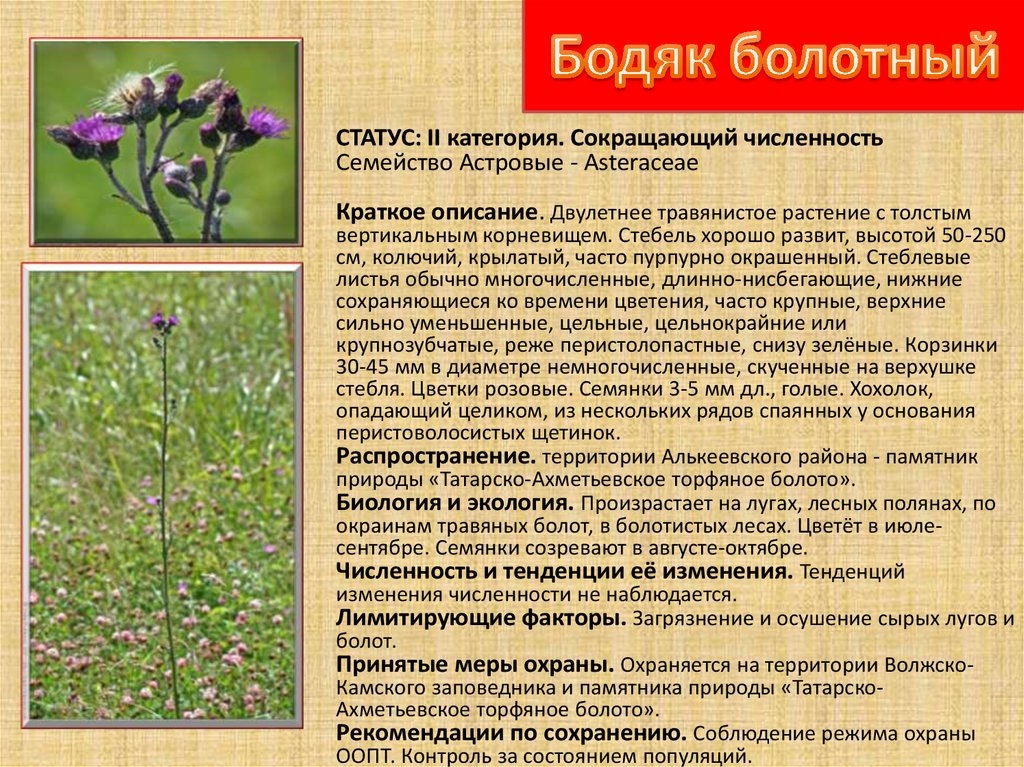 Бодяк болотный
СТАТУС: II категория. Сокращающий численность
Семейство Астровые - Asteraceae
Краткое описание. Двулетнее травянистое растение с толстым
вертикальным корневищем. Стебель хорошо развит, высотой 50-250
см, колючий, крылатый, часто пурпурно окрашенный. Стеблевые
листья обычно многочисленные, длинно-нисбегающие, нижние
сохраняющиеся ко времени цветения, часто крупные, верхние
сильно уменьшенные, цельные, цельнокрайние или
крупнозубчатые, реже перистолопастные, снизу зелёные. Корзинки
30-45 мм в диаметре немногочисленные, скученные на верхушке
стебля. Цветки розовые. Семянки 3-5 мм дл., голые. Хохолок,
опадающий целиком, из нескольких рядов спаянных у основания
перистоволосистых щетинок.
Распространение. территории Алькеевского района - памятник
природы «Татарско-Ахметьевское торфяное болото».
Биология и экология. Произрастает на лугах, лесных полянах, по
окраинам травяных болот, в болотистых лесах. Цветёт в июле-
сентябре. Семянки созревают в августе-октябре.
Численность и тенденции её изменения. Тенденций
изменения численности не наблюдается.
Лимитирующие факторы. Загрязнение и осушение сырых лугов и
болот.
Принятые меры охраны. Охраняется на территории Волжско-
Камского заповедника и памятника природы «Татарско-
Ахметьевское торфяное болото».
Рекомендации по сохранению. Соблюдение режима охраны
ООПТ. Контроль за состоянием популяций.